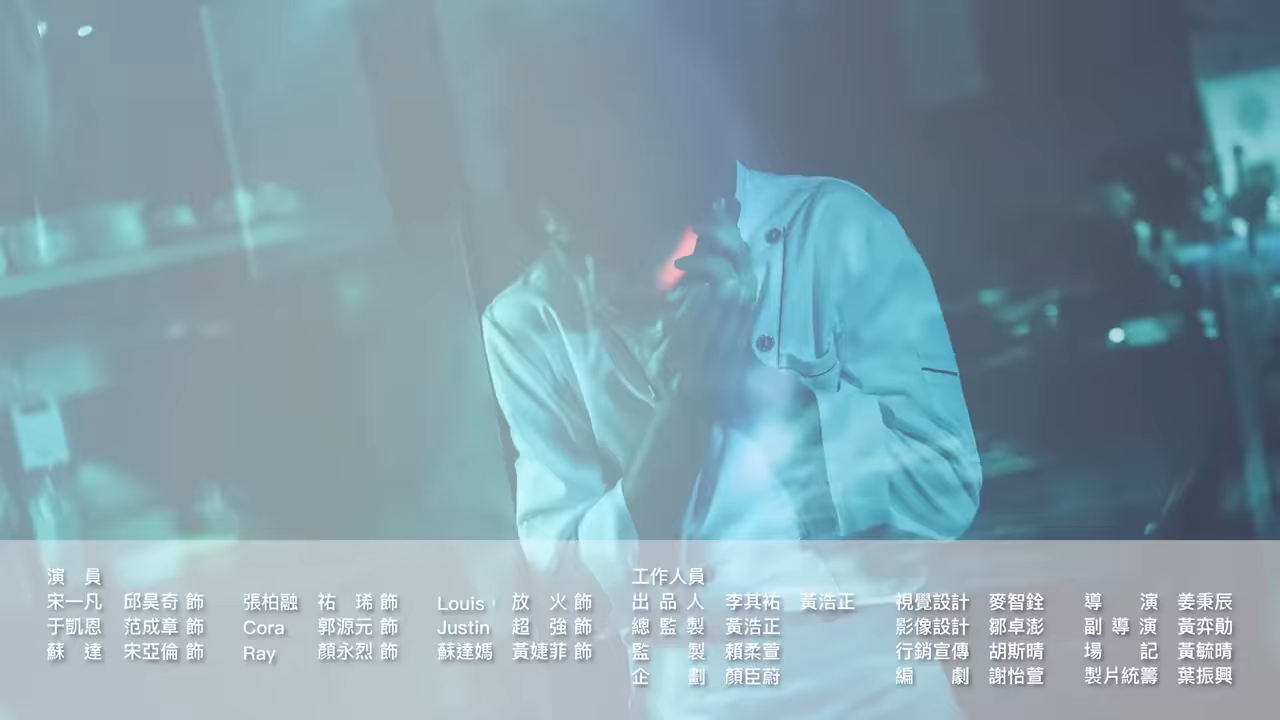 演 員
宋一凡 邱昊奇 飾
于凱恩 范成章 飾
蘇 達 宋亞倫 飾
張柏融 祐 珶 飾
Cora 郭源元 飾
Ray 顏永烈 飾
Louis 放 火 飾
Justin 超 強 飾
蘇達媽 黃婕菲 飾
工作人員
出 品 人 李其祐 黃浩正
總 監 製 黃浩正
監 製 賴柔萱
企 劃 顏臣蔚
視覺設計 麥智銓
影像設計 鄒卓澎
行銷宣傳 胡斯晴
編 劇 謝怡萱
導 演 姜秉辰
副 導 演 黃弈勛
場 記 黃毓晴
製片統籌 葉振興